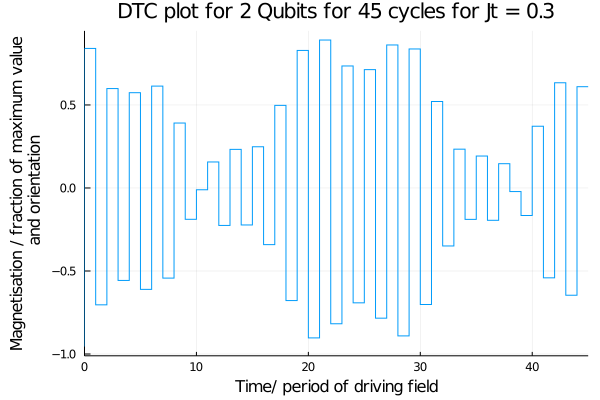 DTC plot for 2 Qubits for 45 cycles for Jt = 0.3
Magnetisation / fraction of maximum value
and orientation
0.5
0.0
−0.5
−1.0
0 10 20 30 40
Time/ period of driving field